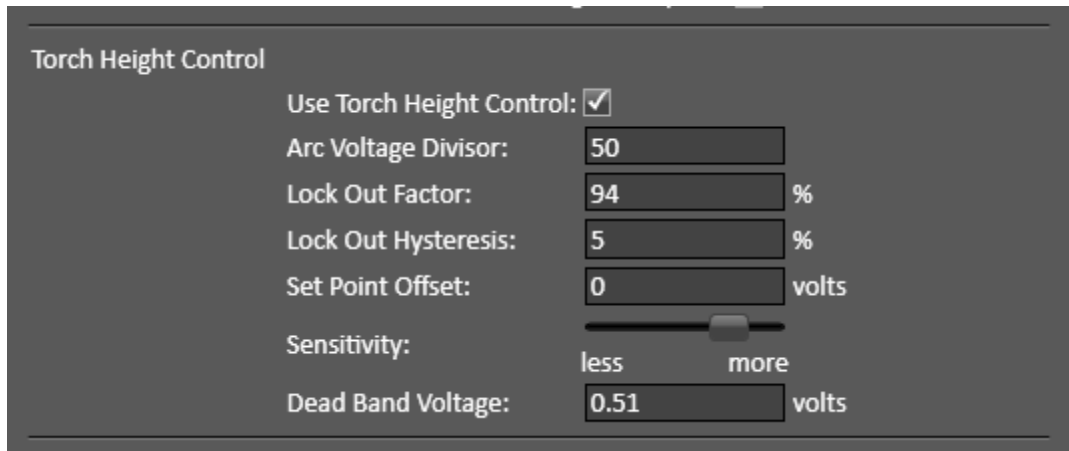 Torch Height Control
Use Torch Height Control:
Arc Voltage Divisor: 50
Lock Out Factor: 94 %
Lock Out Hysteresis: 5 %
Set Point Offset: 0 volts
Sensitivity:
less more
Dead Band Voltage: 0.51 volts